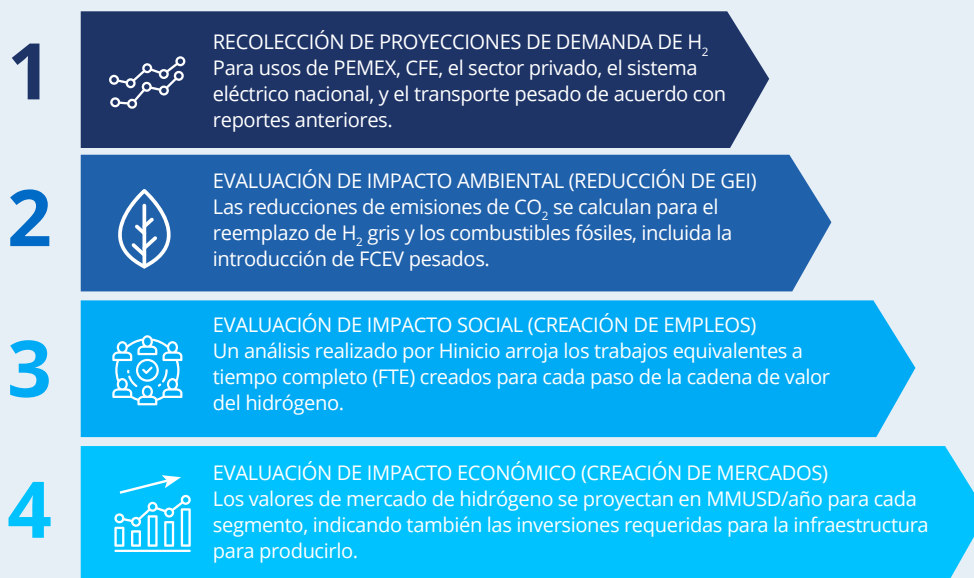 1
RECOLECCIÓN DE PROYECCIONES DE DEMANDA DE H₂
Para usos de PEMEX, CFE, el sector privado, el sistema
eléctrico nacional, y el transporte pesado de acuerdo con
reportes anteriores.
2
EVALUACIÓN DE IMPACTO AMBIENTAL (REDUCCIÓN DE GEI)
Las reducciones de emisiones de CO₂ se calculan para el
reemplazo de H₂ gris y los combustibles fósiles, incluida la
introducción de FCEV pesados.
3
EVALUACIÓN DE IMPACTO SOCIAL (CREACIÓN DE EMPLEOS)
Un análisis realizado por Hinicio arroja los trabajos equivalentes a
tiempo completo (FTE) creados para cada paso de la cadena de valor
del hidrógeno.
4
EVALUACIÓN DE IMPACTO ECONÓMICO (CREACIÓN DE MERCADOS)
Los valores de mercado de hidrógeno se proyectan en MMUSD/año para cada
segmento, indicando también las inversiones requeridas para la infraestructura
para producirlo.